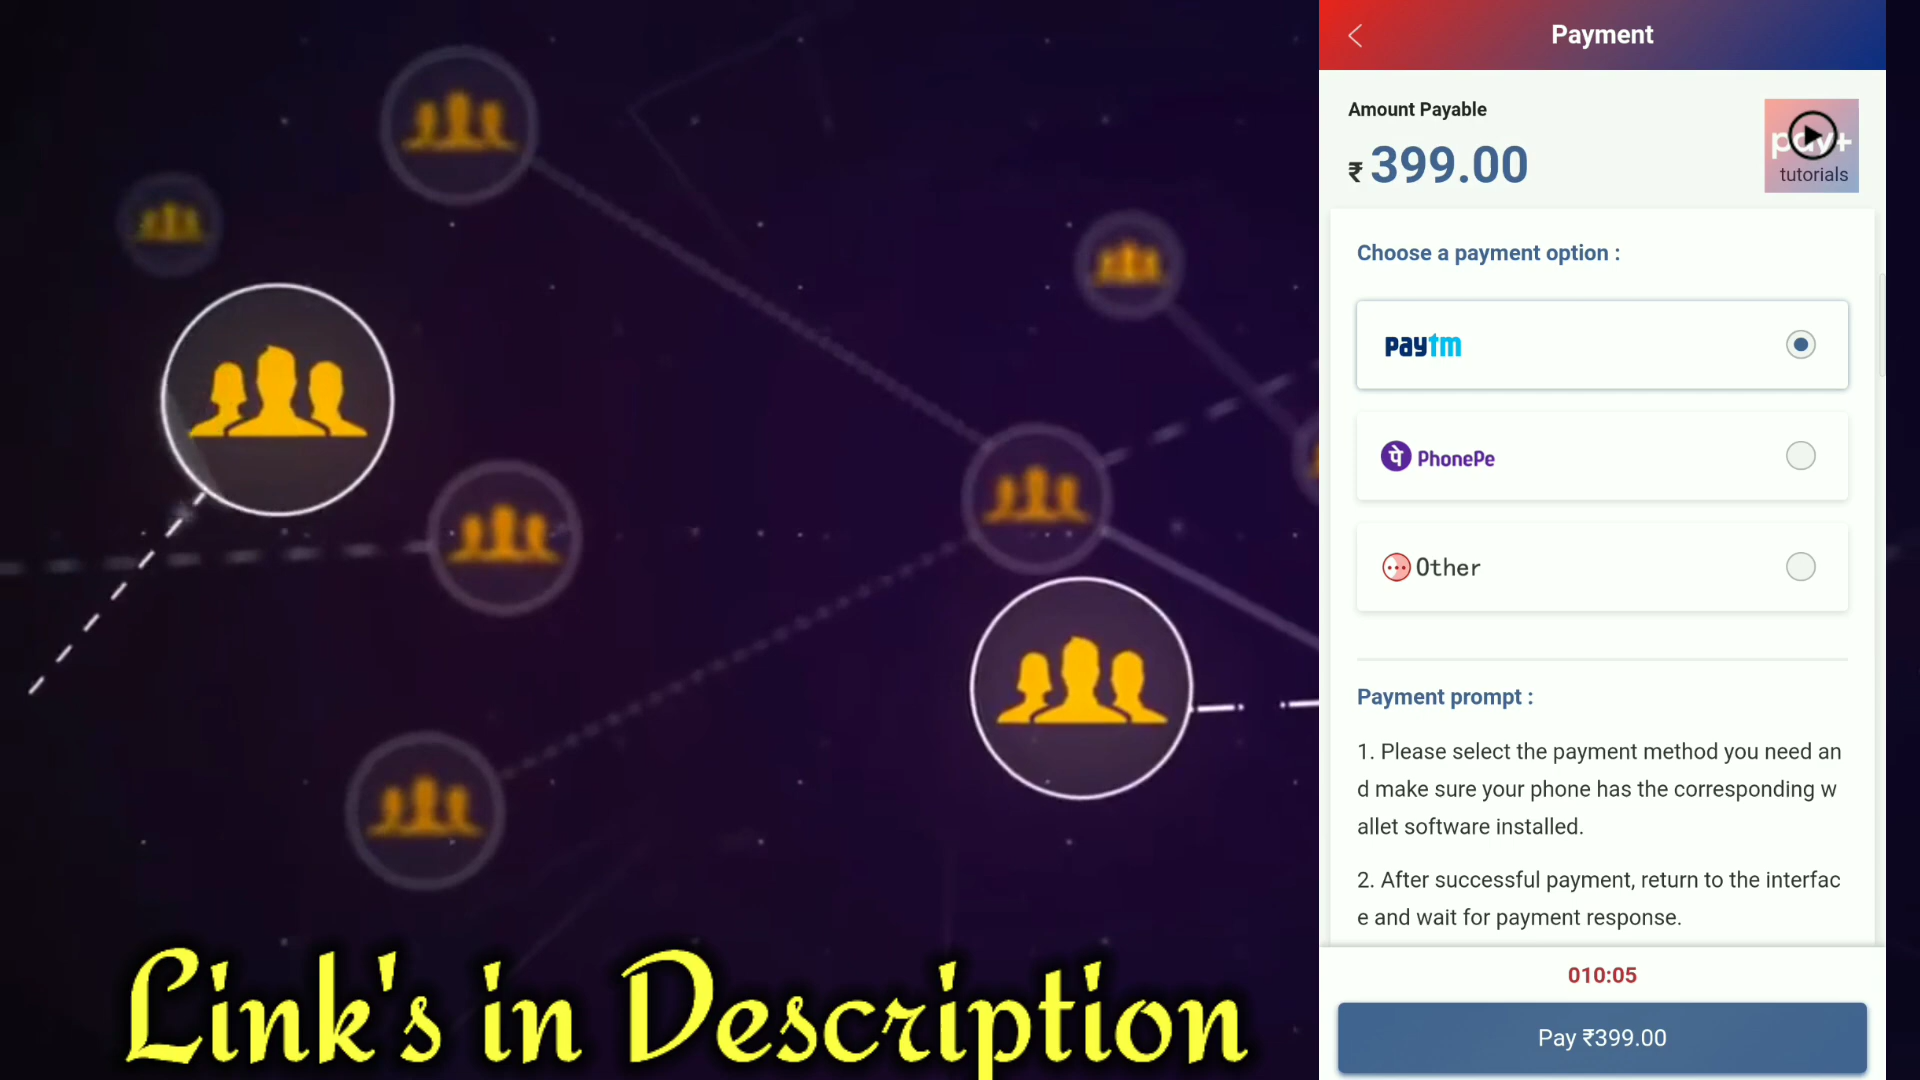 Payment
Amount Payable
₹ 399.00
pay+
tutorials
Choose a payment option :
paytm
पे PhonePe
Other
Payment prompt :
1. Please select the payment method you need an
d make sure your phone has the corresponding w
allet software installed.
2. After successful payment, return to the interfac
e and wait for payment response.
010:05
Pay ₹399.00
Link's in Description